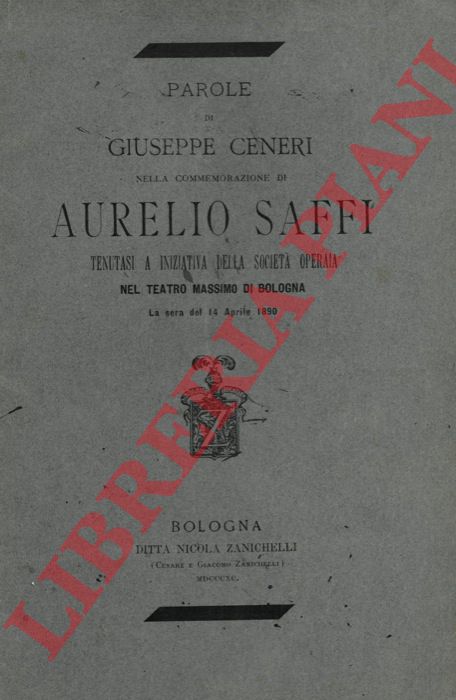 PAROLE
DI
GIUSEPPE CENERI
NELLA COMMEMORAZIONE DI
AURELIO SAFFI
TENUTASI A INIZIATIVA DELLA SOCIETÀ OPERAIA
NEL TEATRO MASSIMO DI BOLOGNA
La sera del 14 Aprile 1890
Z
BOLOGNA
DITTA NICOLA ZANICHELLI
(CESARE E GIACOMO ZANICHELLI)
MDCCCXC.
LIBRERIA PIANI